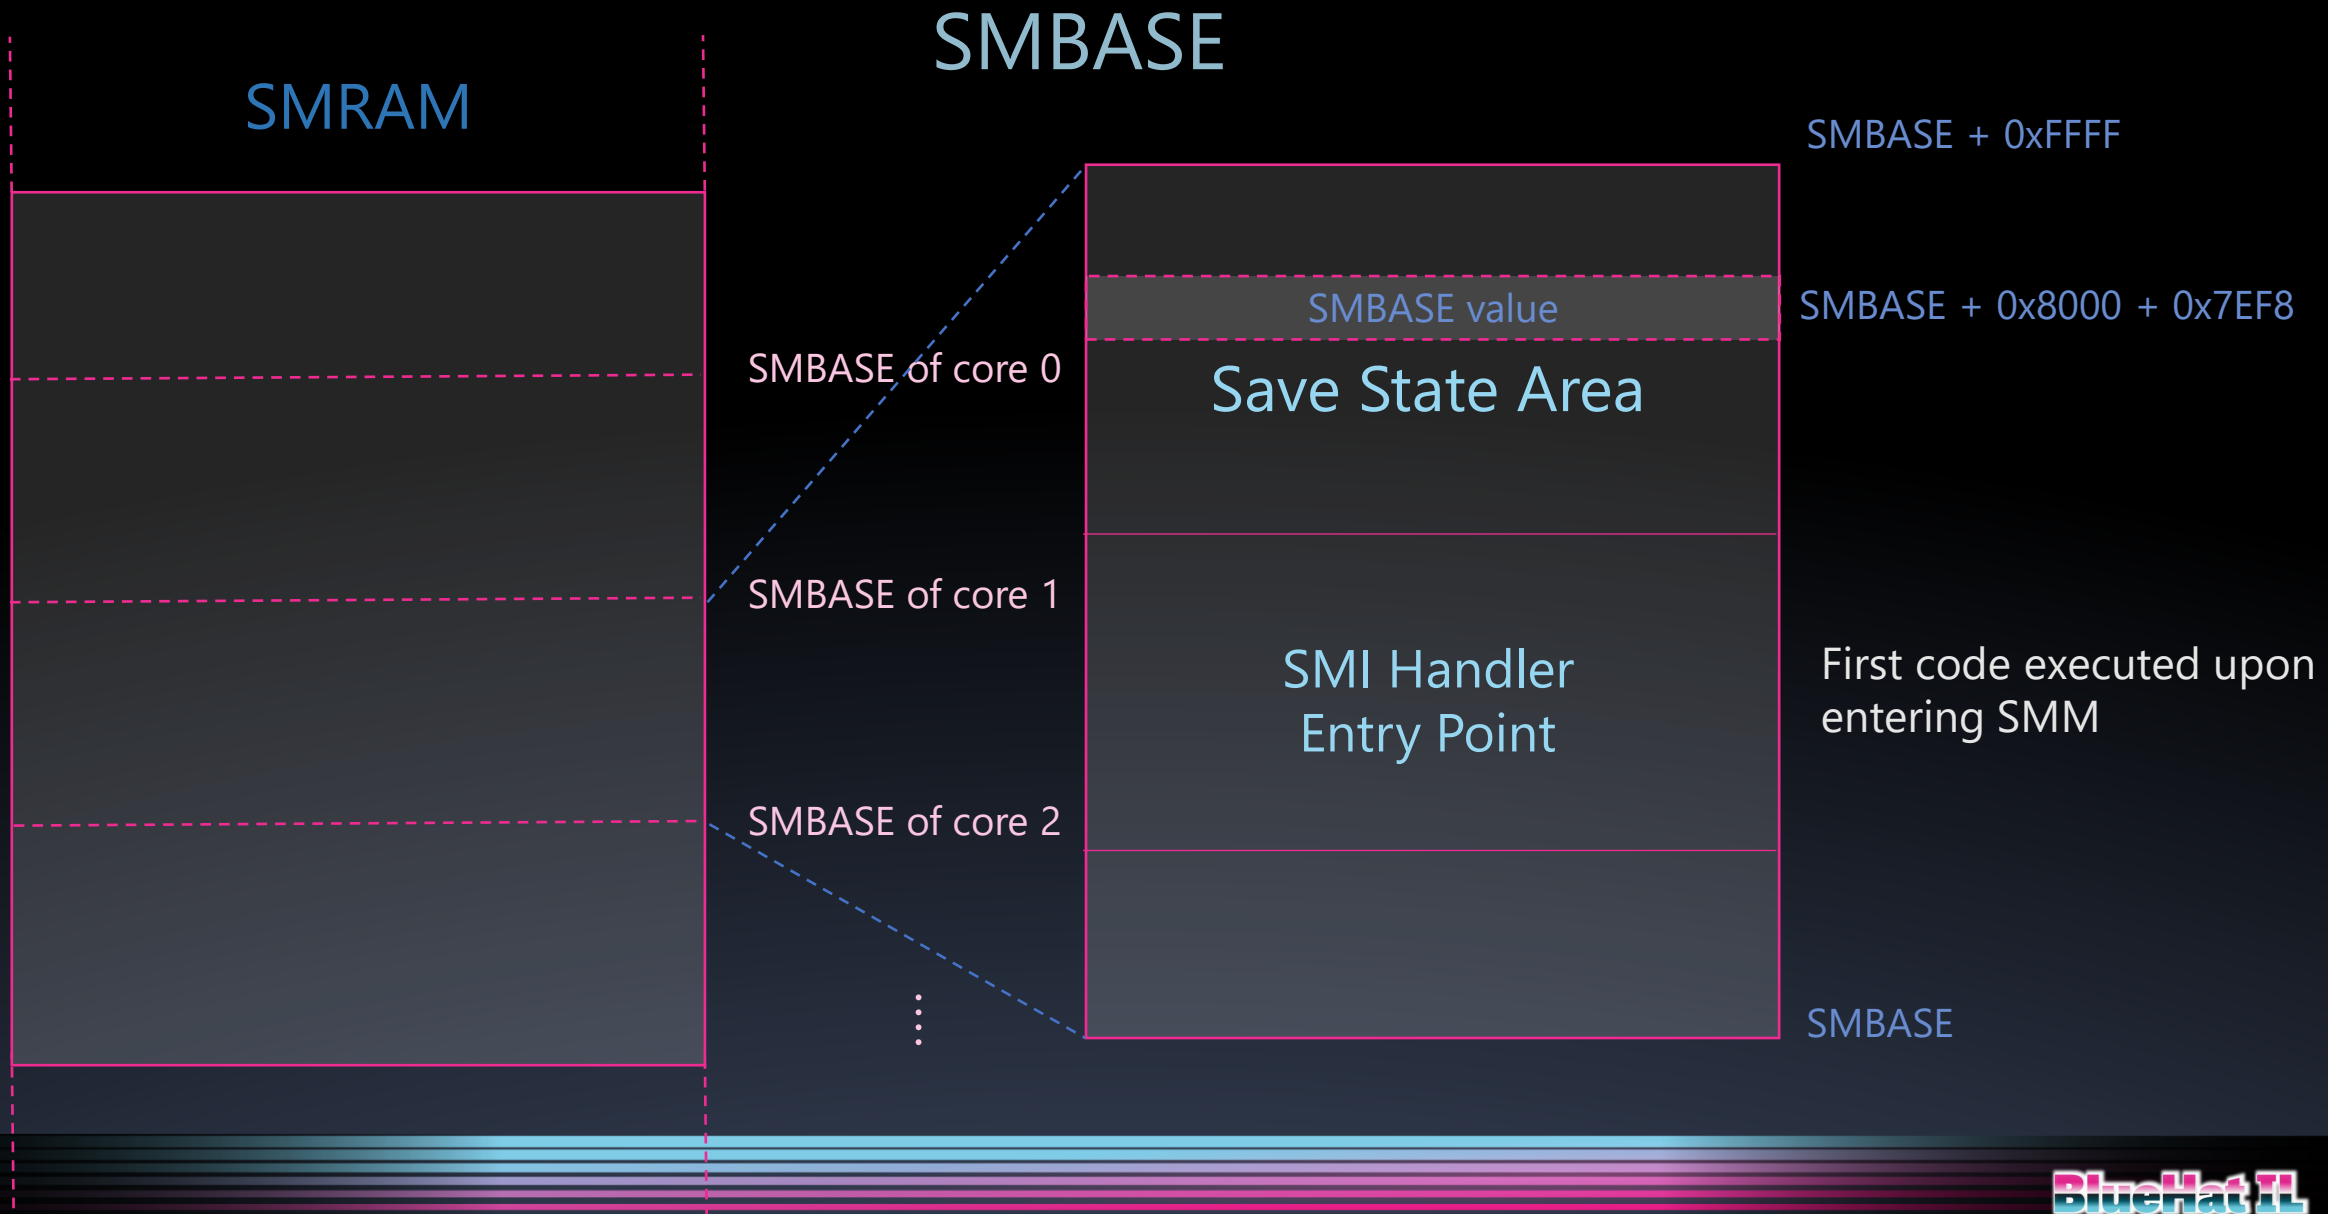 SMBASE
SMRAM
SMBASE of core 0
SMBASE of core 1
SMBASE of core 2
SMBASE + 0xFFFF
SMBASE value
SMBASE + 0x8000 + 0x7EF8
Save State Area
SMI Handler
Entry Point
First code executed upon
entering SMM
SMBASE
BlueHat IL